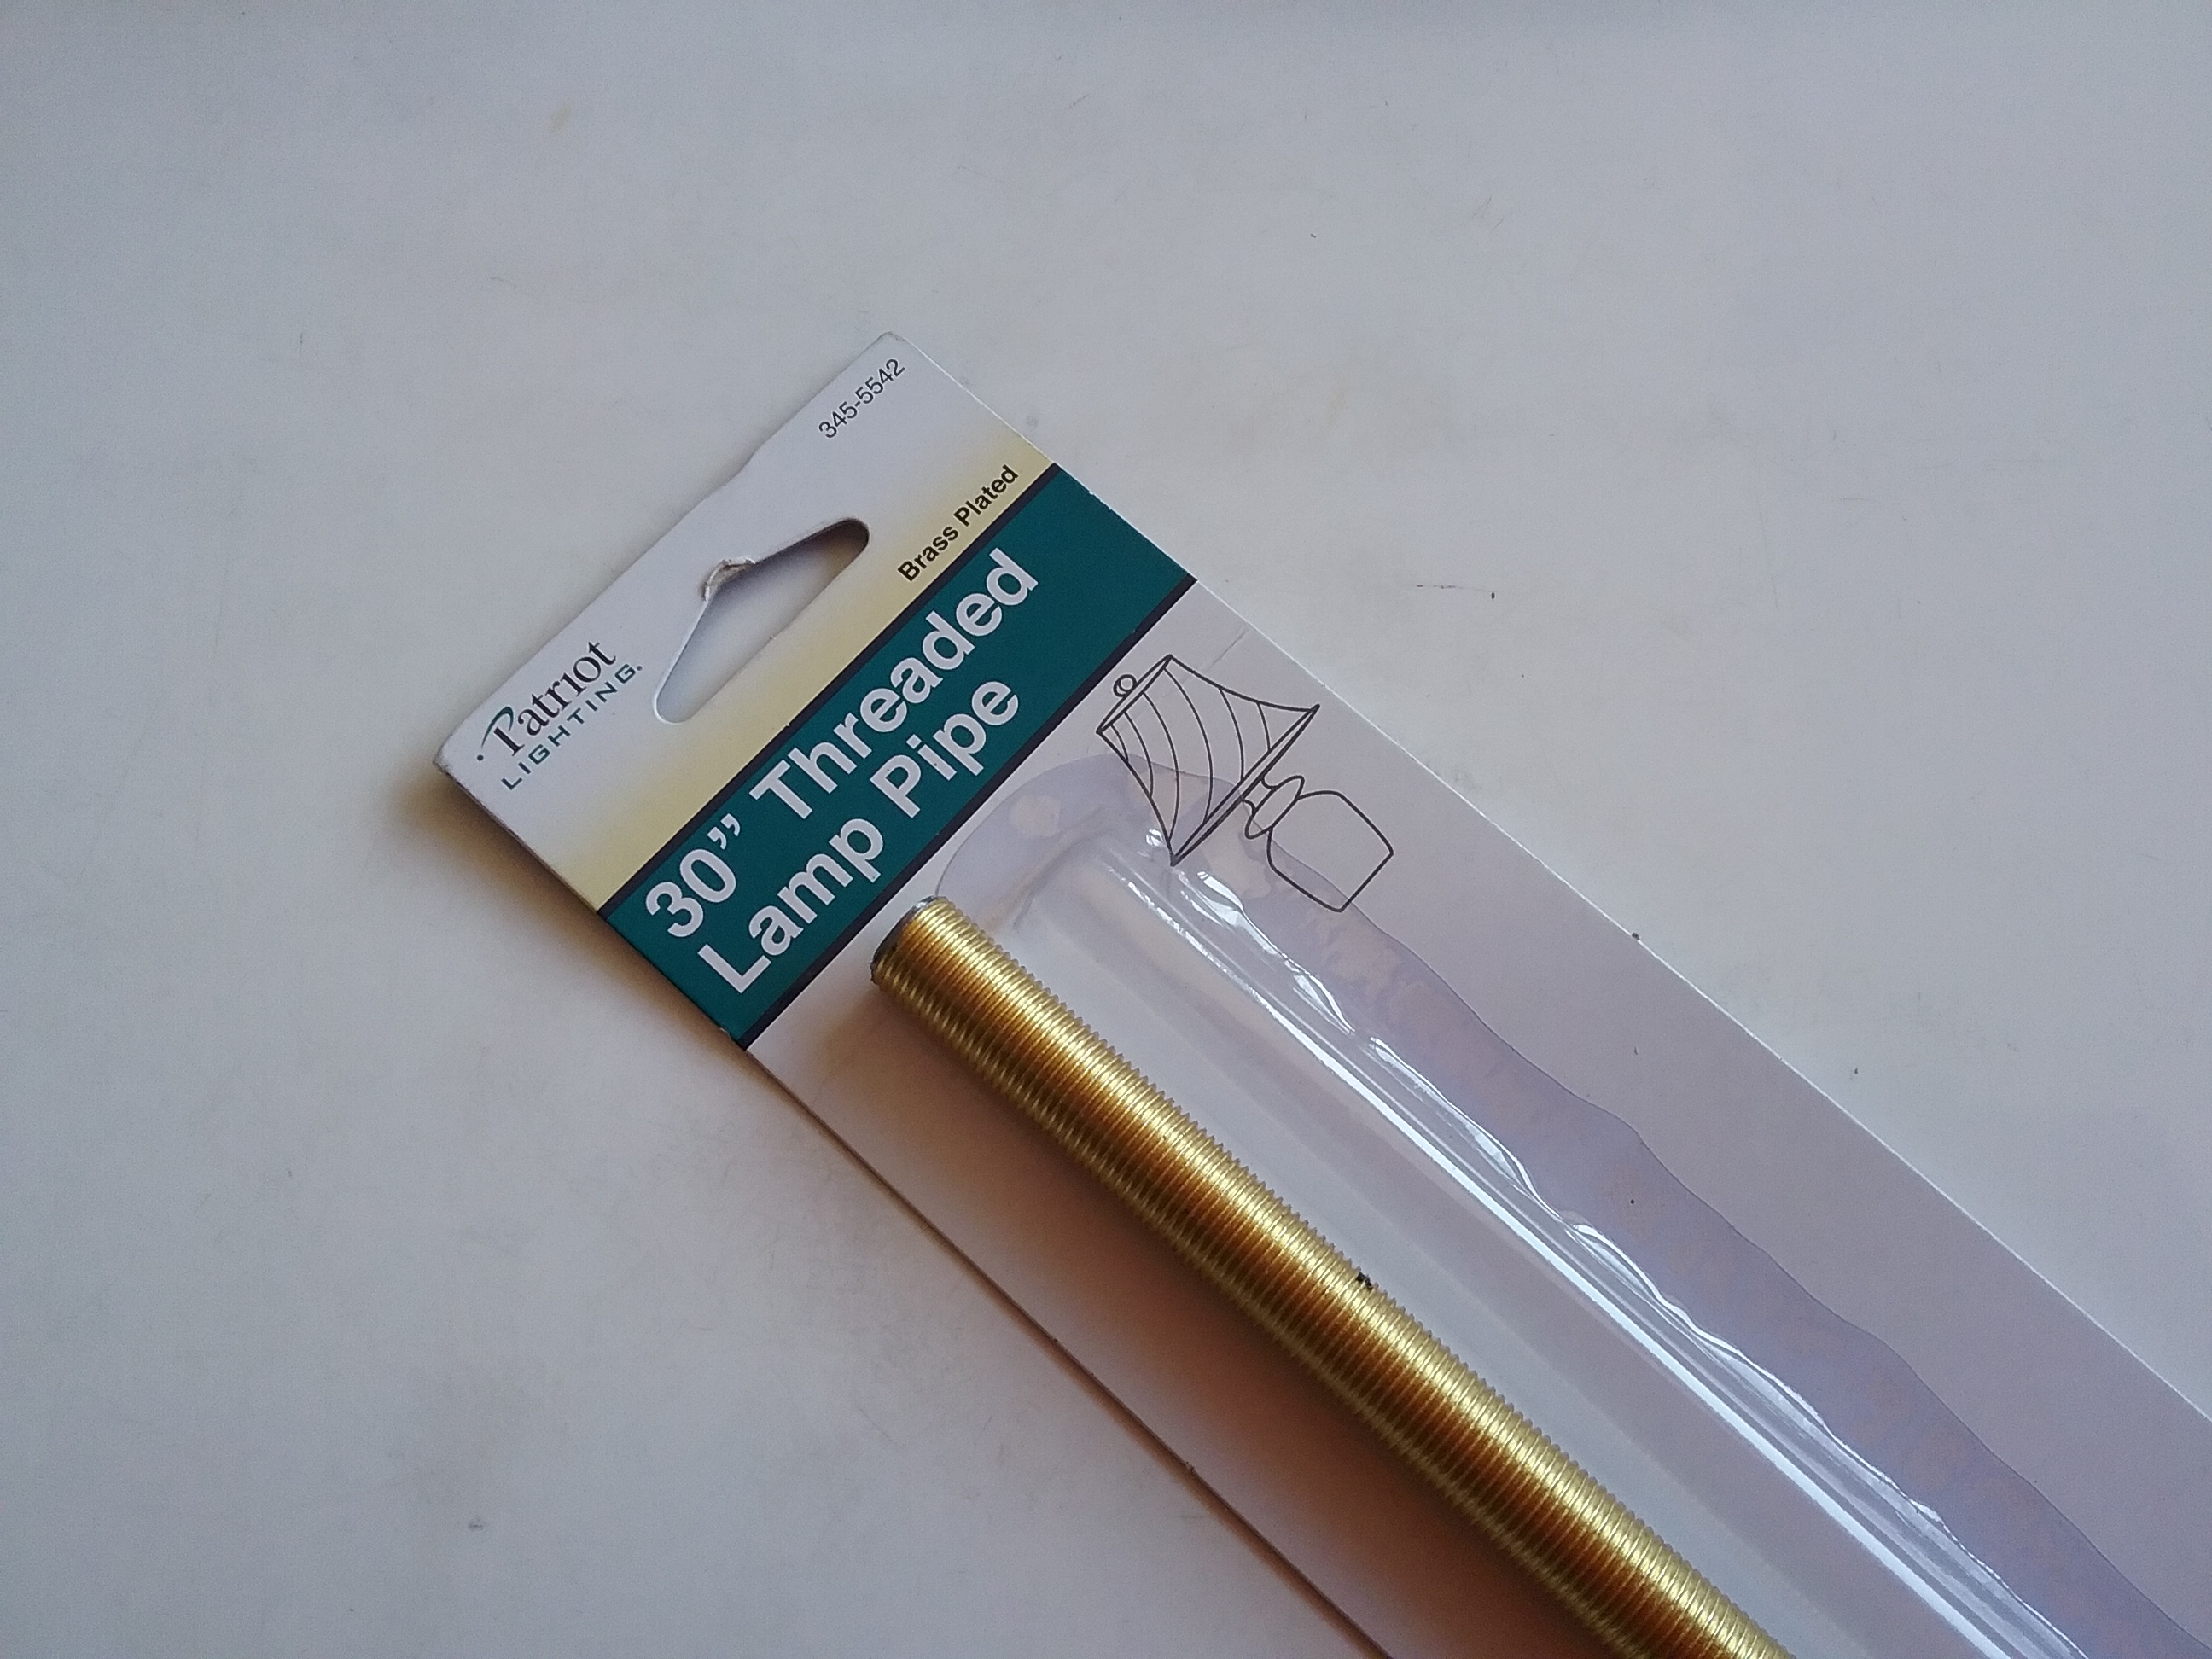 345-5542
Patriot
LIGHTING.
Brass Plated
30” Threaded
Lamp Pipe